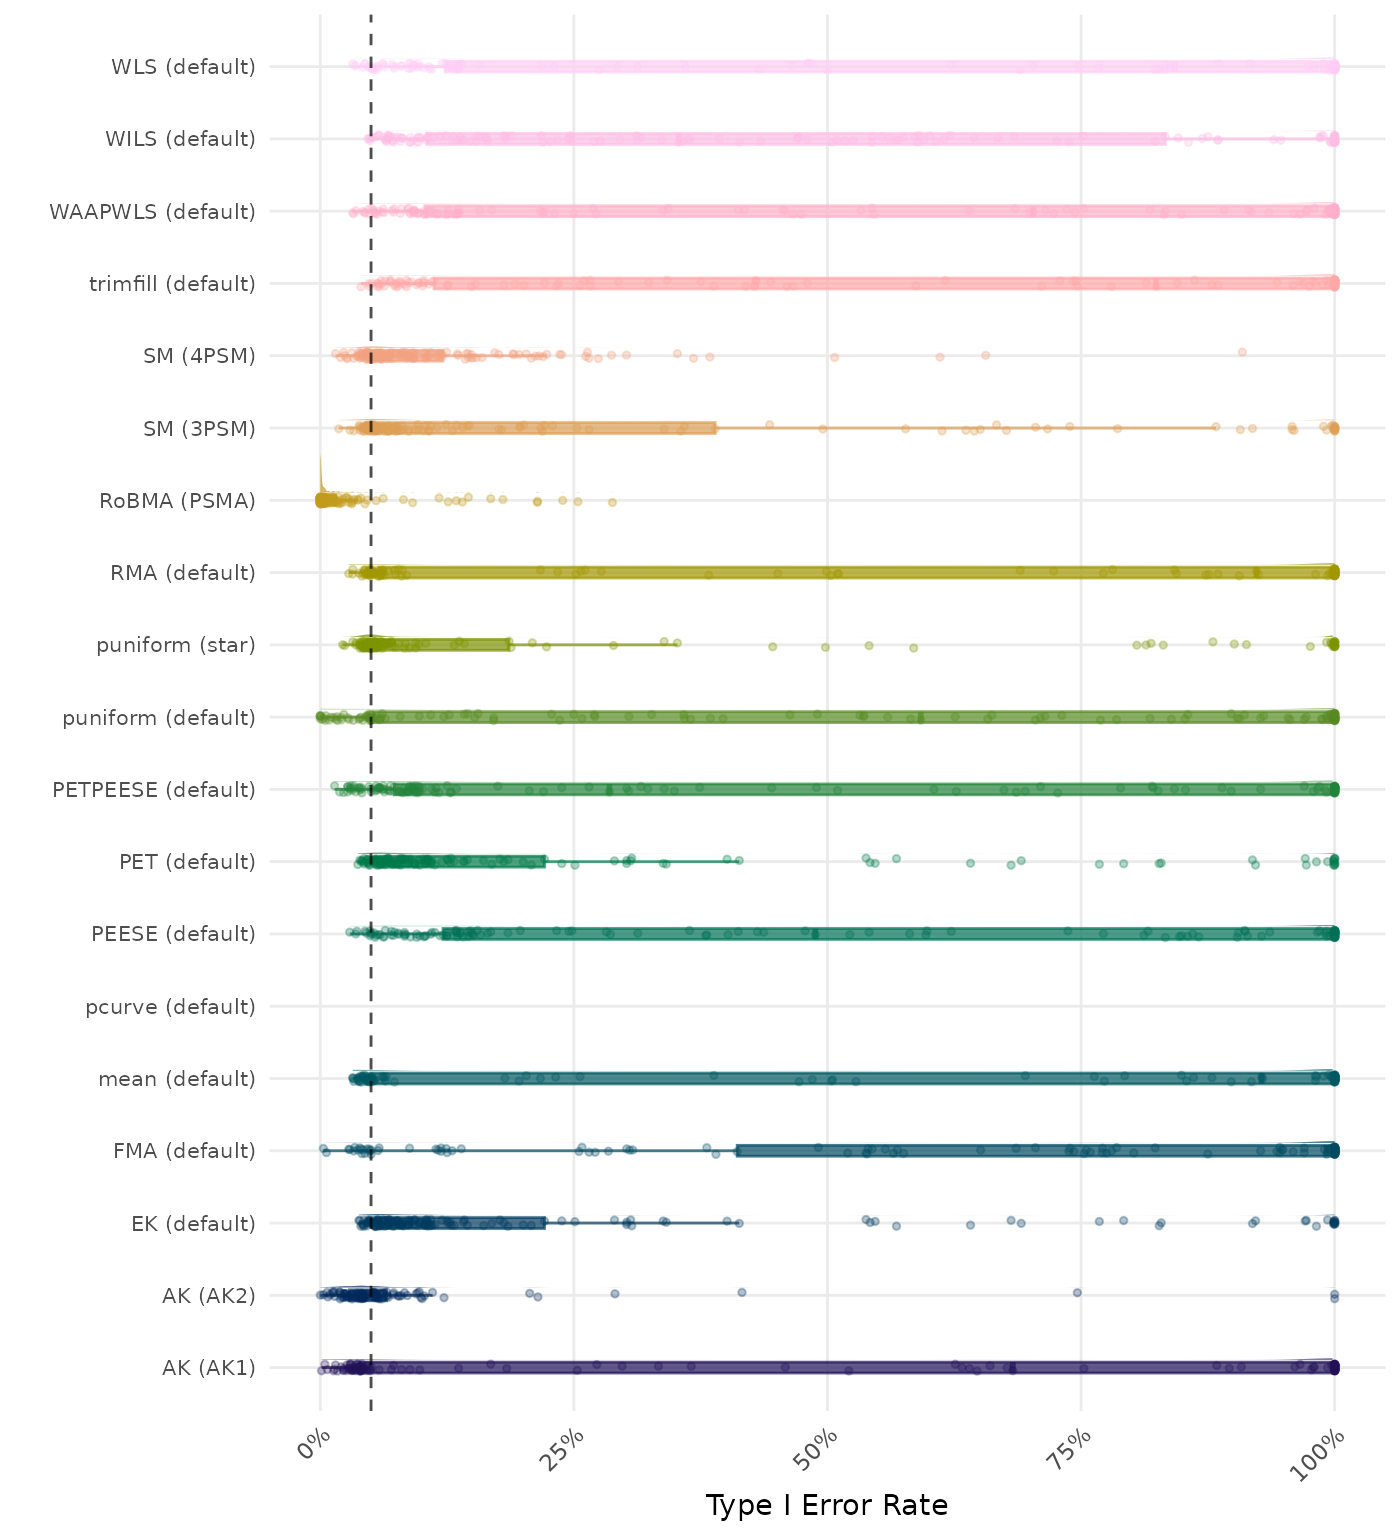 WLS (default)
WILS (default)
WAAPWLS (default)
trimfill (default)
SM (4PSM)
SM (3PSM)
RoBMA (PSMA)
RMA (default)
puniform (star)
puniform (default)
PETPEESE (default)
PET (default)
PEESE (default)
pcurve (default)
mean (default)
FMA (default)
EK (default)
AK (AK2)
AK (AK1)
0% 25% 50% 75% 100%
Type I Error Rate